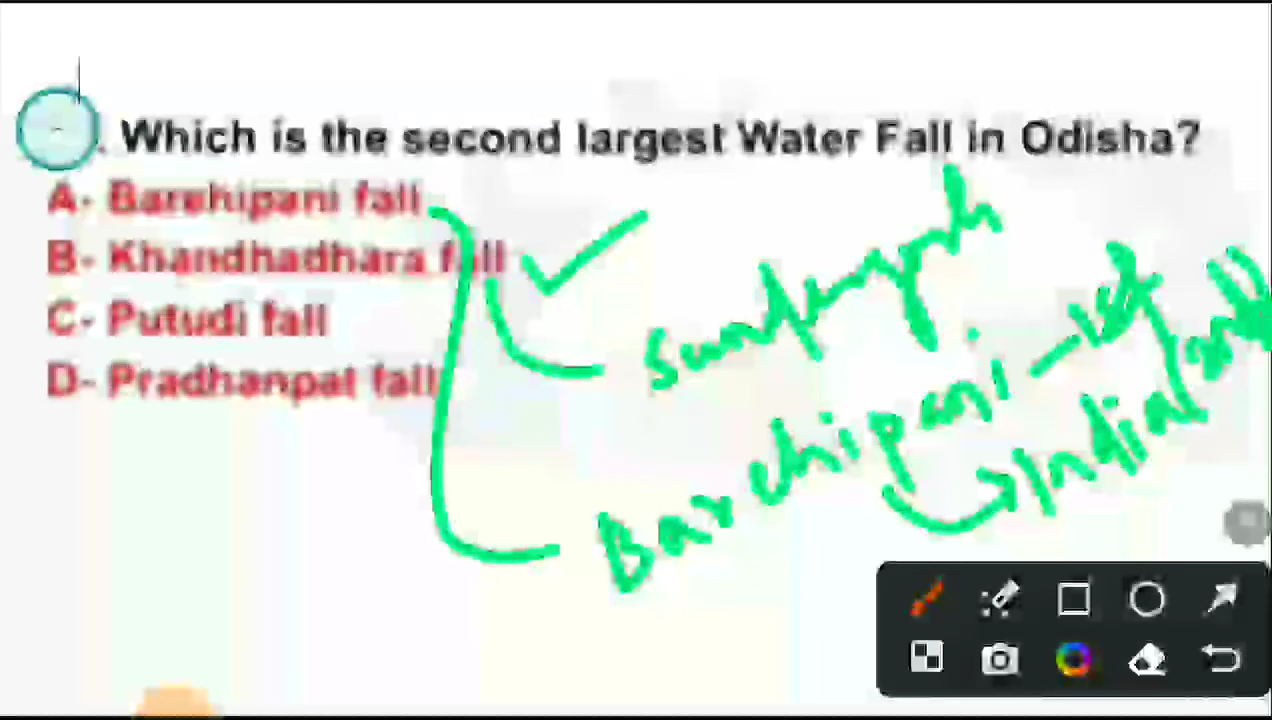 . Which is the second largest Water Fall in Odisha?
A- Barehipani fall
B- Khandhadhara fall
C- Putudi fall
D- Pradhanpat fall
Barehipani - 1st
India